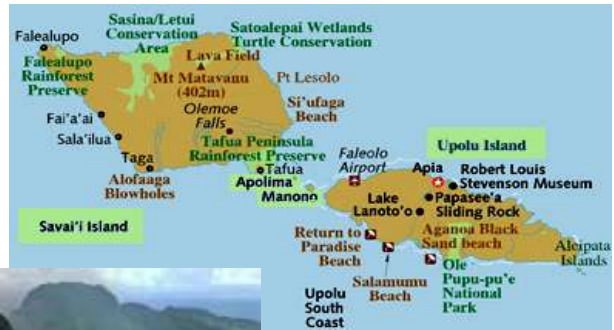 Falealupo
Sasina/Letui
Conservation
Area
Satoalepai Wetlands
Turtle Conservation
Falealupo
Rainforest
Preserve
Lava Field
Mt Matavanu
(402m)
Pt Lesolo
Olemoe
Falls
Si'ufaga
Beach
Fai'a'ai
Sala'ilua
Tafua Peninsula
Rainforest Preserve
Taga
Alofaaga
Blowholes
Tafua
Apolima
Manono
Savai'i Island
Upolu Island
Faleolo
Airport
Apia
Robert Louis
Stevenson Museum
Papasee'a
Sliding Rock
Lake
Lanoto'o
Return to
Paradise
Beach
Aganoa Black
Sand beach
Alcipata
Islands
Salamumu
Beach
Ole
Pupu-pu'e
National
Park
Upolu
South
Coast